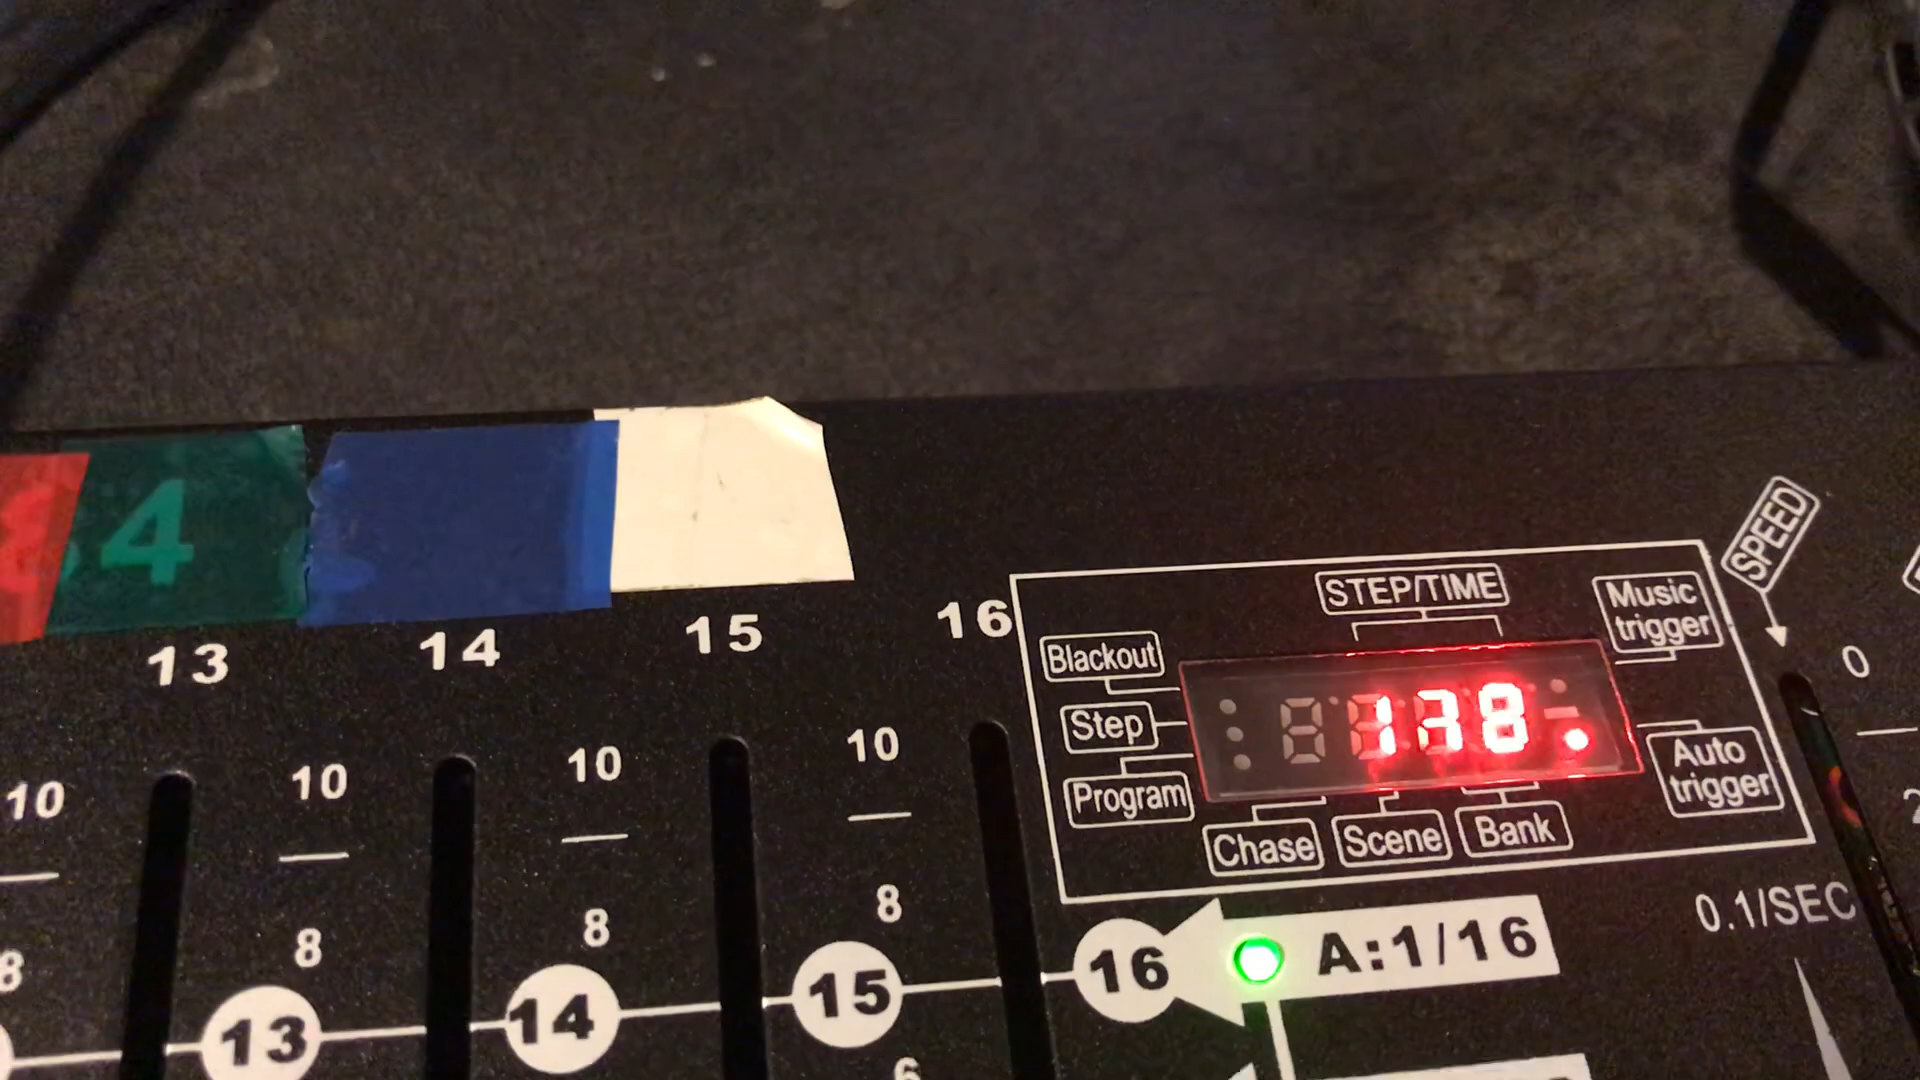 4
13
14
15
16
SPEED
STEP/TIME
Music
trigger
Blackout
Step
Program
138.
Auto
trigger
Chase
Scene
Bank
0
10
10
10
10
8
8
8
8
0.1/SEC
13
14
15
16
A:1/16
6